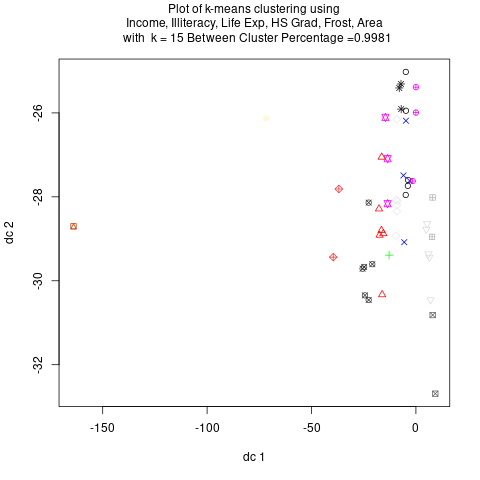 Plot of k-means clustering using
Income, Illiteracy, Life Exp, HS Grad, Frost, Area
with k = 15 Between Cluster Percentage =0.9981
-26
-28
-30
-32
dc 2
-150
-100
-50
0
dc 1